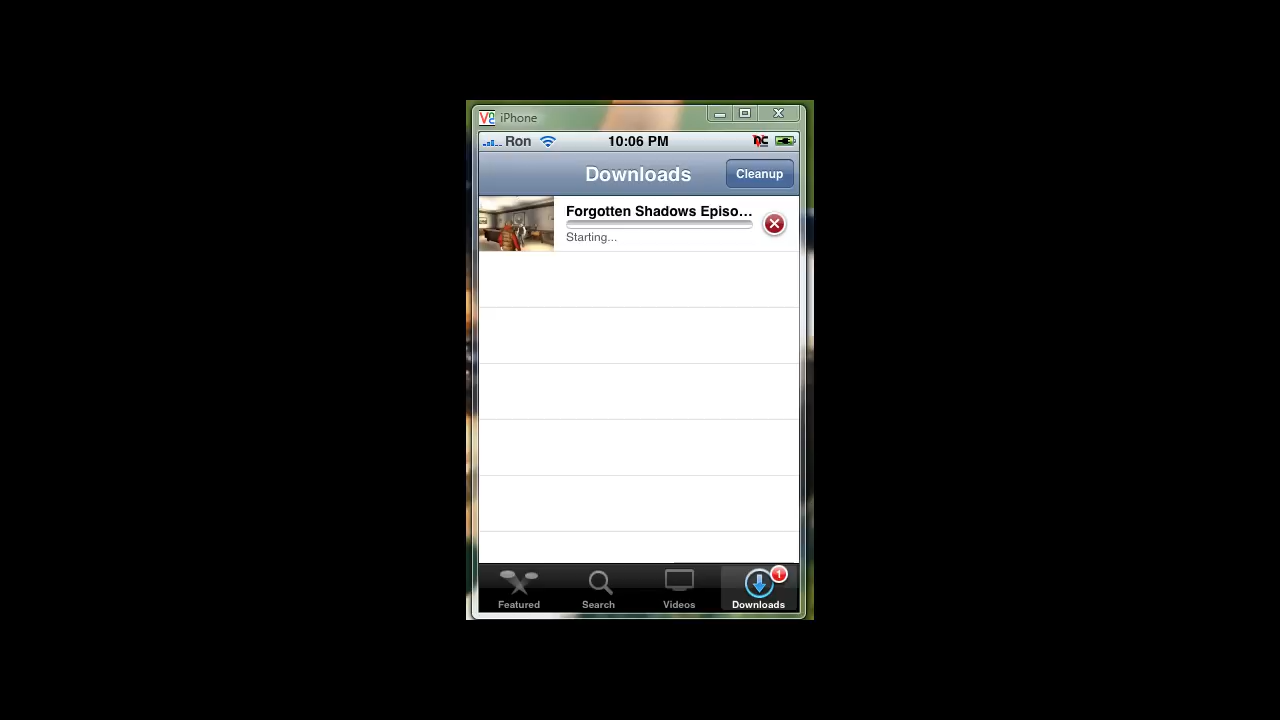 iPhone
Ron 10:06 PM
Downloads Cleanup
Forgotten Shadows Episo...
Starting...
1
Featured Search Videos Downloads